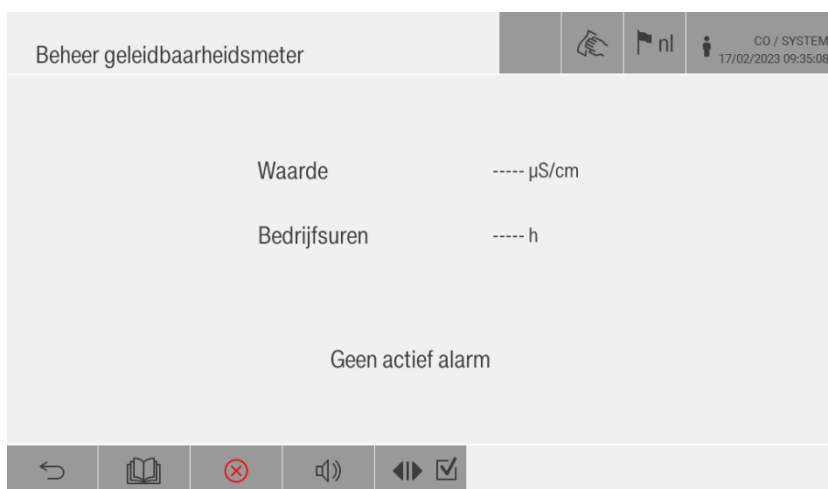 Beheer geleidbaarheidsmeter
nl
CO / SYSTEM
17/02/2023 09:35:08
Waarde ----- µS/cm
Bedrijfsuren ----- h
Geen actief alarm